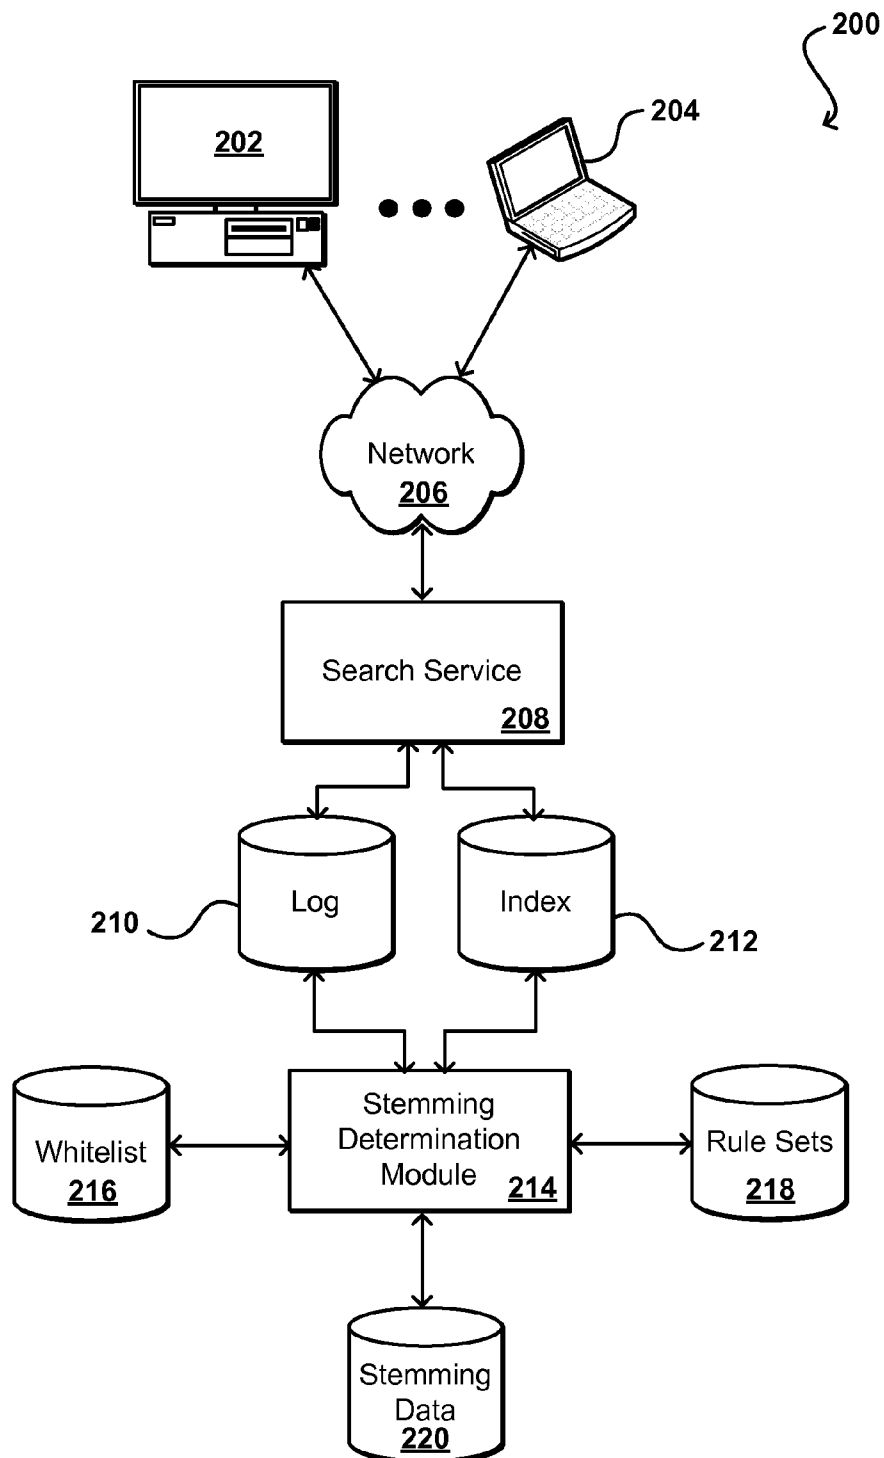 200
202
204
Network
206
Search Service
208
Log
Index
210
212
Stemming
Determination
Module
214
Whitelist
216
Rule Sets
218
Stemming
Data
220